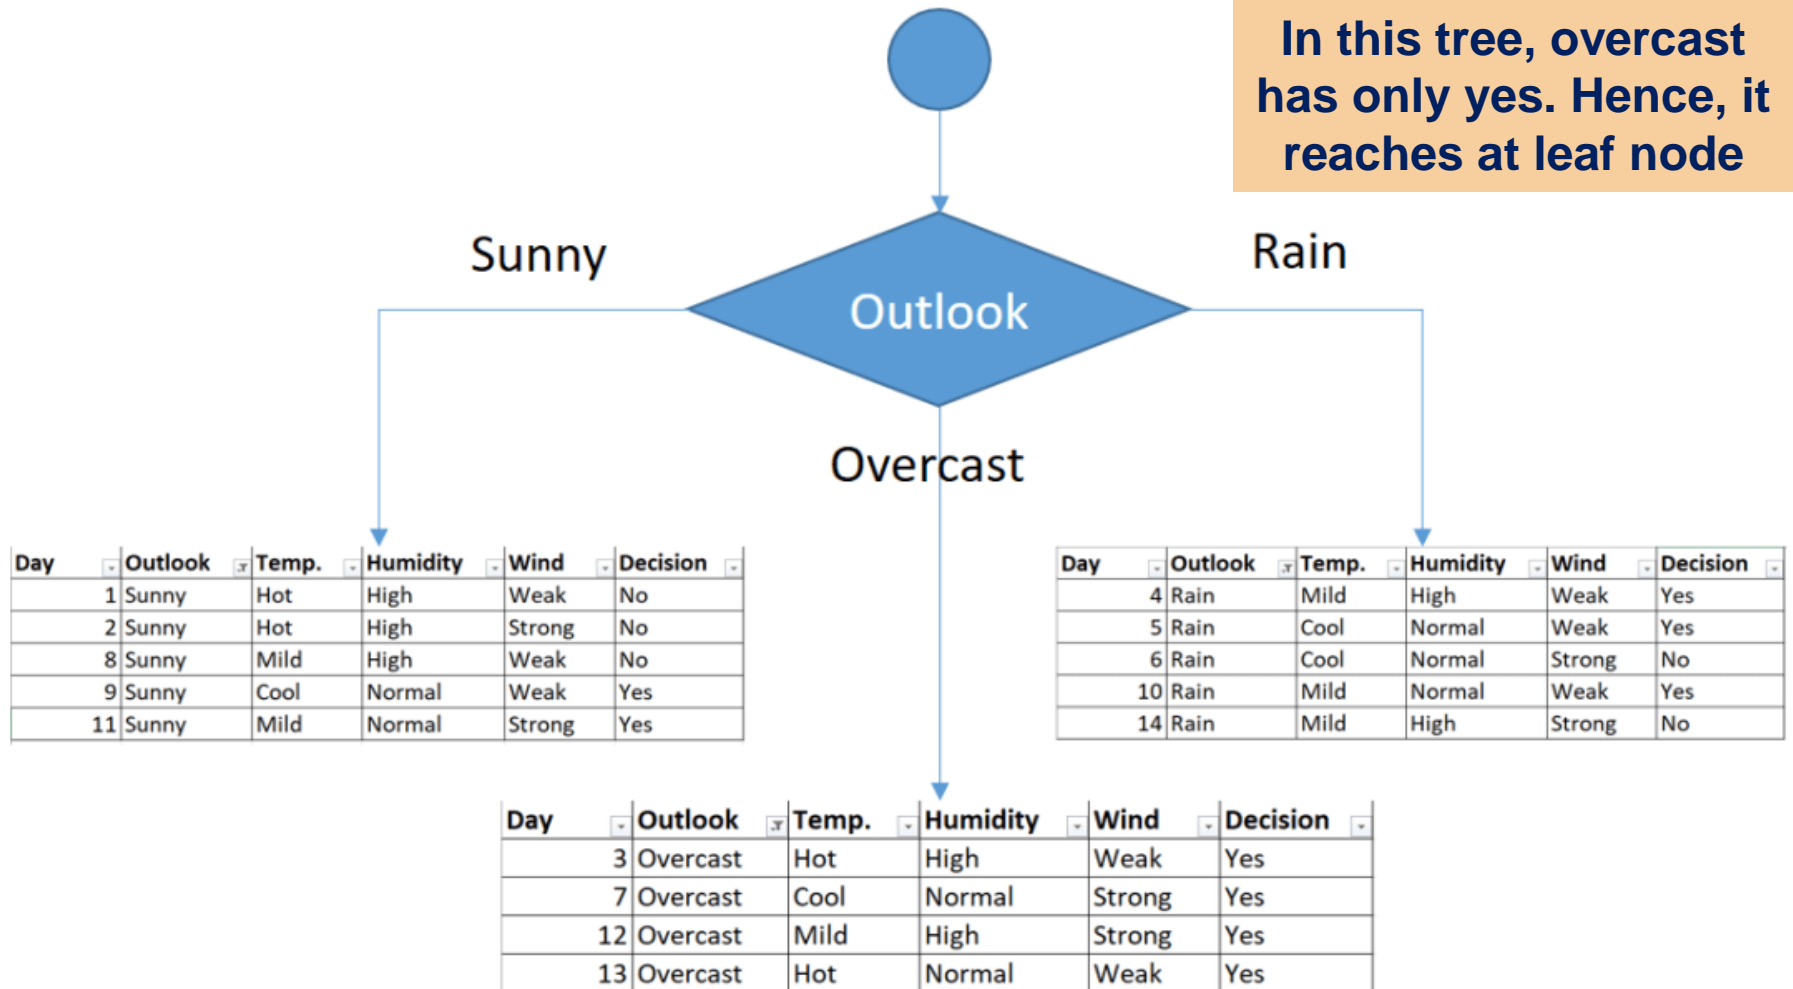 In this tree, overcast
has only yes. Hence, it
reaches at leaf node
Sunny
Rain
Outlook
Overcast
Day Outlook Temp. Humidity Wind Decision
1 Sunny Hot High Weak No
2 Sunny Hot High Strong No
8 Sunny Mild High Weak No
9 Sunny Cool Normal Weak Yes
11 Sunny Mild Normal Strong Yes
Day Outlook Temp. Humidity Wind Decision
4 Rain Mild High Weak Yes
5 Rain Cool Normal Weak Yes
6 Rain Cool Normal Strong No
10 Rain Mild Normal Weak Yes
14 Rain Mild High Strong No
Day Outlook Temp. Humidity Wind Decision
3 Overcast Hot High Weak Yes
7 Overcast Cool Normal Strong Yes
12 Overcast Mild High Strong Yes
13 Overcast Hot Normal Weak Yes